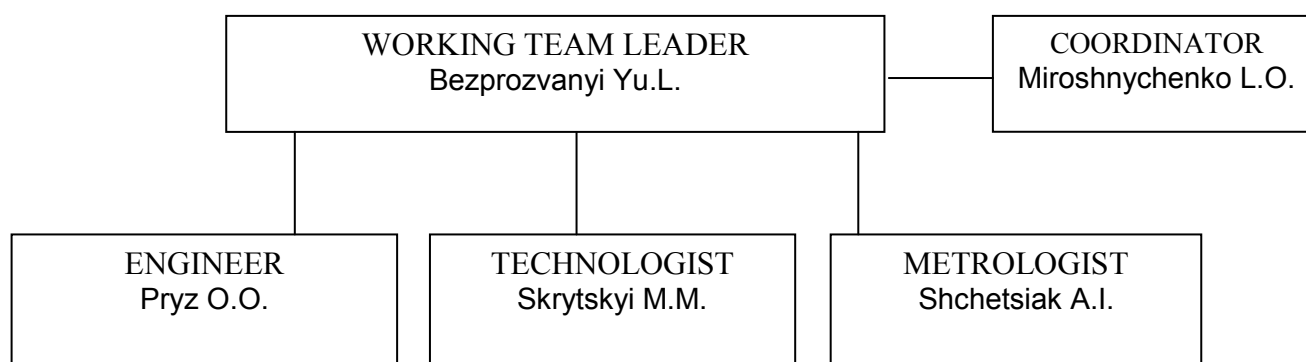 WORKING TEAM LEADER
Bezprozvanyi Yu.L.
COORDINATOR
Miroshnychenko L.O.
ENGINEER
Pryz O.O.
TECHNOLOGIST
Skrytskyi M.M.
METROLOGIST
Shchetsiak A.I.